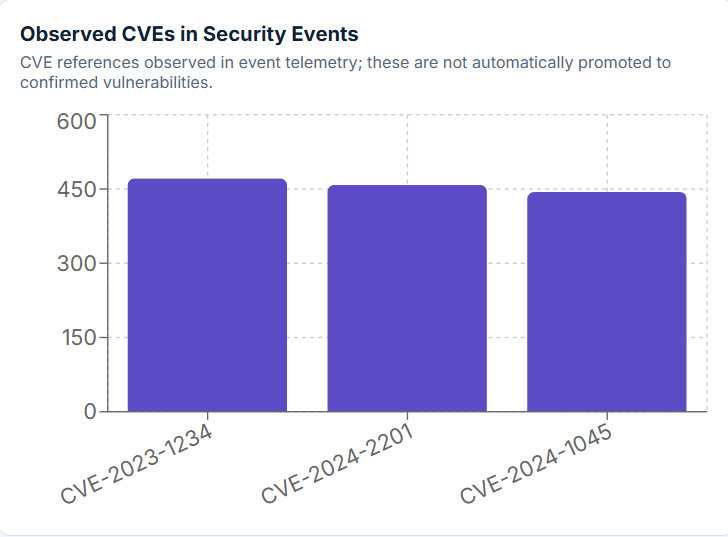 Observed CVEs in Security Events
CVE references observed in event telemetry; these are not automatically promoted to
confirmed vulnerabilities.
600
450
300
150
0
CVE-2023-1234
CVE-2024-2201
CVE-2024-1045